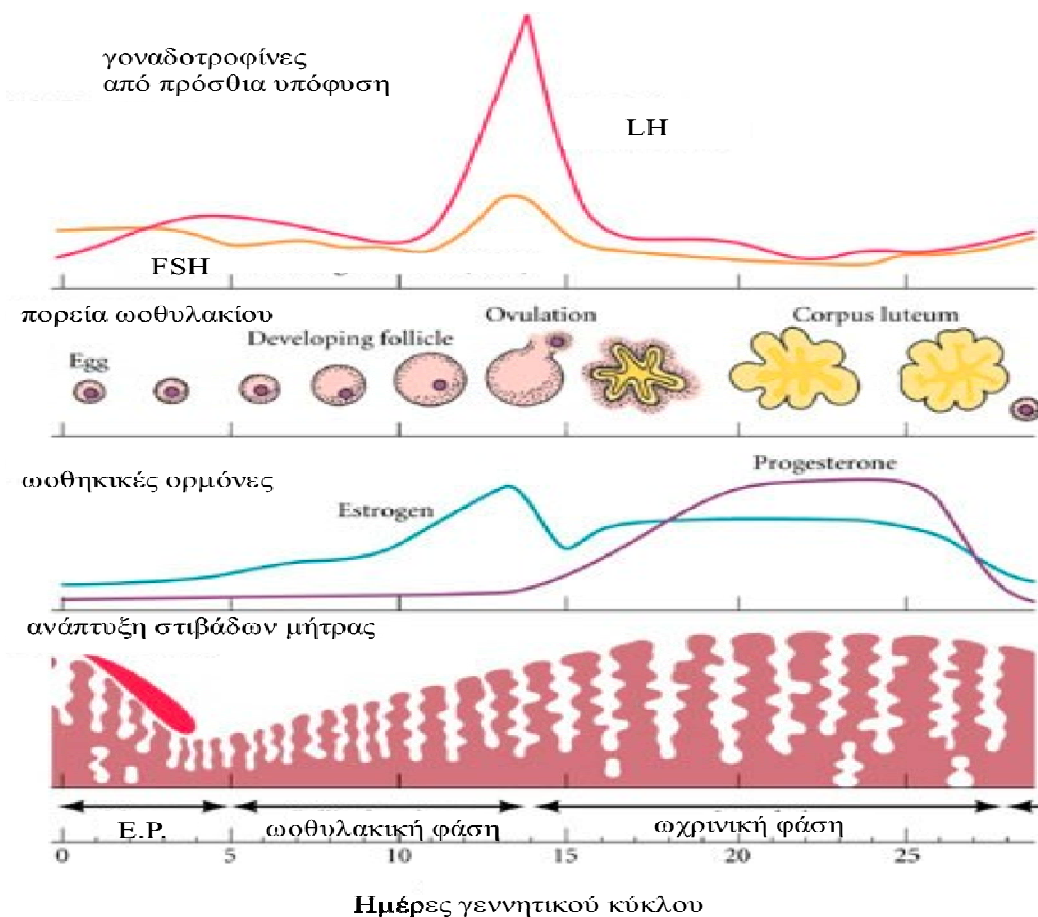 γοναδοτροφίνες
από πρόσθια υπόφυση
LH
FSH
πορεία ωοθυλακίου
Ovulation
Corpus luteum
Developing follicle
Egg
Progesterone
ωοθηκικές ορμόνες
Estrogen
ανάπτυξη στιβάδων μήτρας
Ε.Ρ. ωοθυλακική φάση ωχρινική φάση
0 5 10 15 20 25
Ημέρες γεννητικού κύκλου